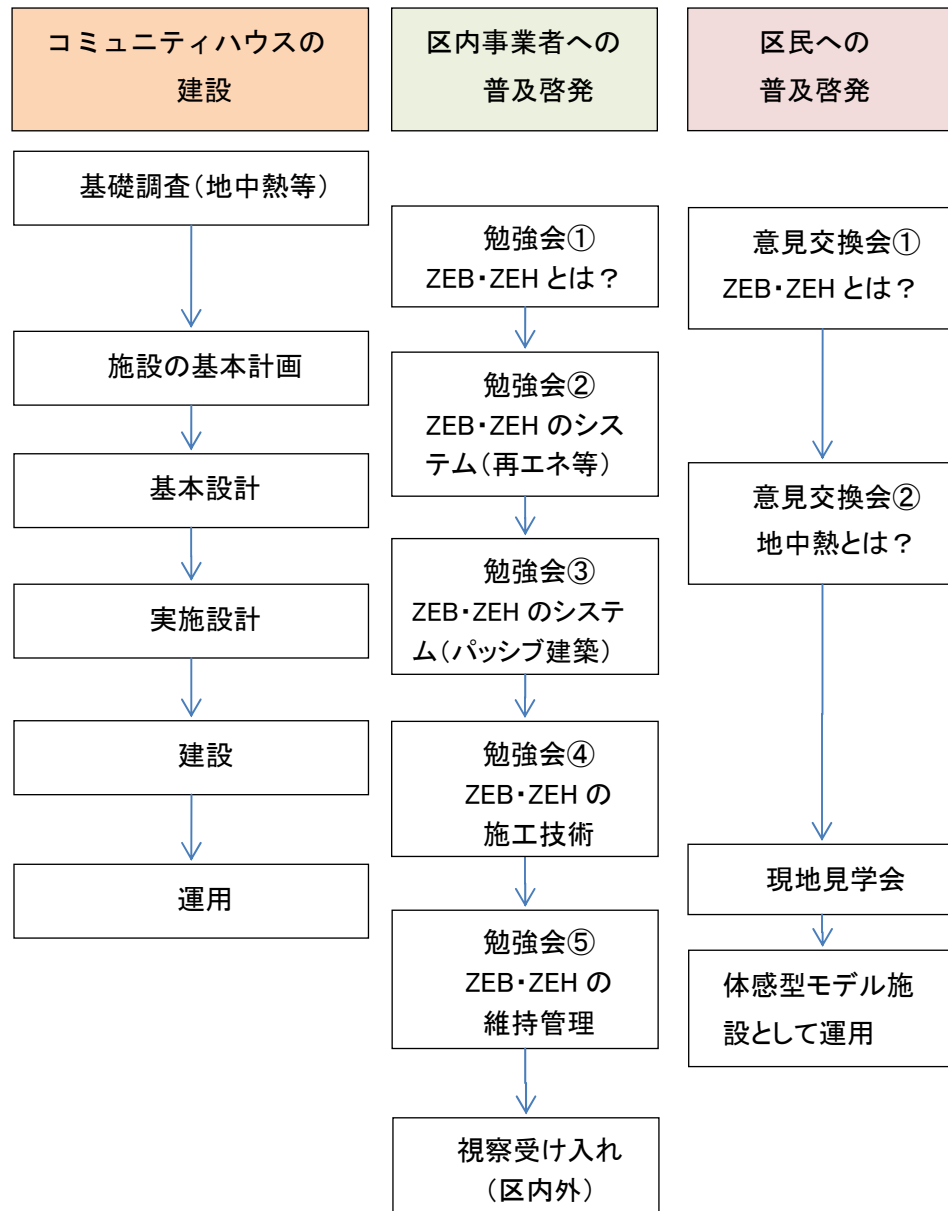 コミュニティハウスの
建設
基礎調査（地中熱等）
施設の基本計画
基本設計
実施設計
建設
運用
区内事業者への
普及啓発
勉強会①
ZEB・ZEH とは？
勉強会②
ZEB・ZEH のシス
テム（再エネ等）
勉強会③
ZEB・ZEH のシステ
ム（パッシブ建築）
勉強会④
ZEB・ZEH の
施工技術
勉強会⑤
ZEB・ZEH の
維持管理
視察受け入れ
（区内外）
区民への
普及啓発
意見交換会①
ZEB・ZEH とは？
意見交換会②
地中熱とは？
現地見学会
体感型モデル施
設として運用